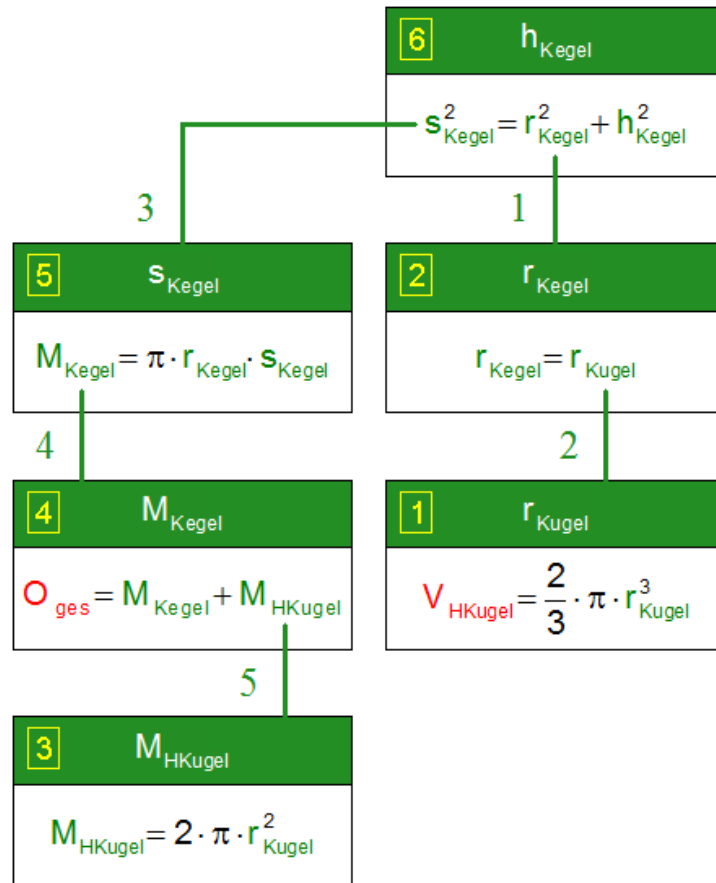 6 h_Kegel
s²_Kegel = r²_Kegel + h²_Kegel
3 1
5 s_Kegel
2 r_Kegel
M_Kegel = π · r_Kegel · s_Kegel
r_Kegel = r_Kugel
4 2
4 M_Kegel
1 r_Kugel
O_ges = M_Kegel + M_HKugel
V_HKugel = 2/3 · π · r³_Kugel
5
3 M_HKugel
M_HKugel = 2 · π · r²_Kugel